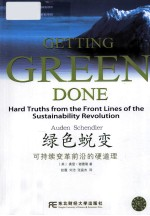 GETTING
GREEN
DONE
Hard Truths from the Front Lines of the
Sustainability Revolution
Auden Schendler
绿色蜕变
可持续变革前沿的硬道理
东北财经大学出版社